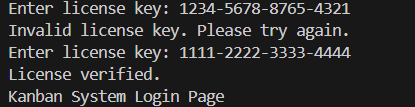 Enter license key: 1234-5678-8765-4321
Invalid license key. Please try again.
Enter license key: 1111-2222-3333-4444
License verified.
Kanban System Login Page